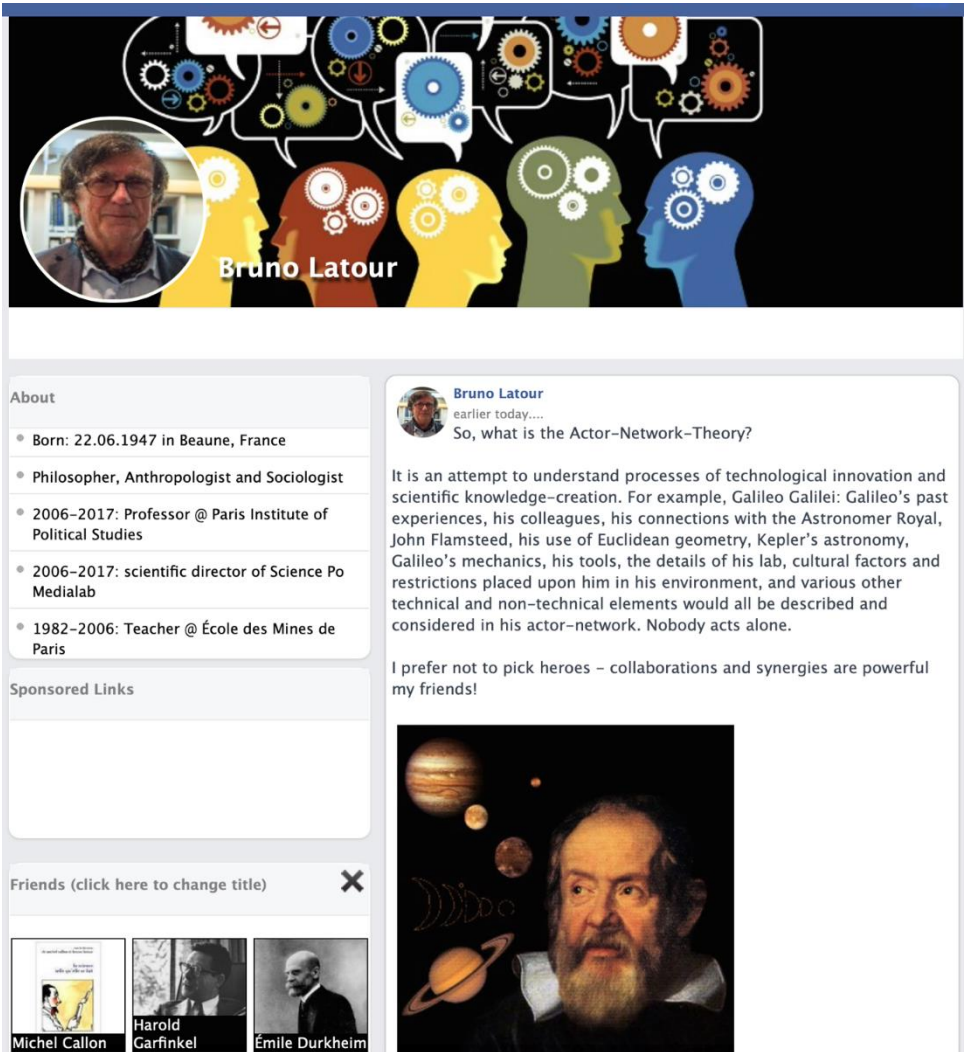 Bruno Latour
About
Born: 22.06.1947 in Beaune, France
Philosopher, Anthropologist and Sociologist
2006–2017: Professor @ Paris Institute of
Political Studies
2006–2017: scientific director of Science Po
Medialab
1982–2006: Teacher @ École des Mines de
Paris
Sponsored Links
Friends (click here to change title)
Michel Callon
Harold
Garfinkel
Émile Durkheim
Bruno Latour
earlier today....
So, what is the Actor–Network–Theory?
It is an attempt to understand processes of technological innovation and
scientific knowledge–creation. For example, Galileo Galilei: Galileo's past
experiences, his colleagues, his connections with the Astronomer Royal,
John Flamsteed, his use of Euclidean geometry, Kepler's astronomy,
Galileo's mechanics, his tools, the details of his lab, cultural factors and
restrictions placed upon him in his environment, and various other
technical and non–technical elements would all be described and
considered in his actor–network. Nobody acts alone.
I prefer not to pick heroes – collaborations and synergies are powerful
my friends!